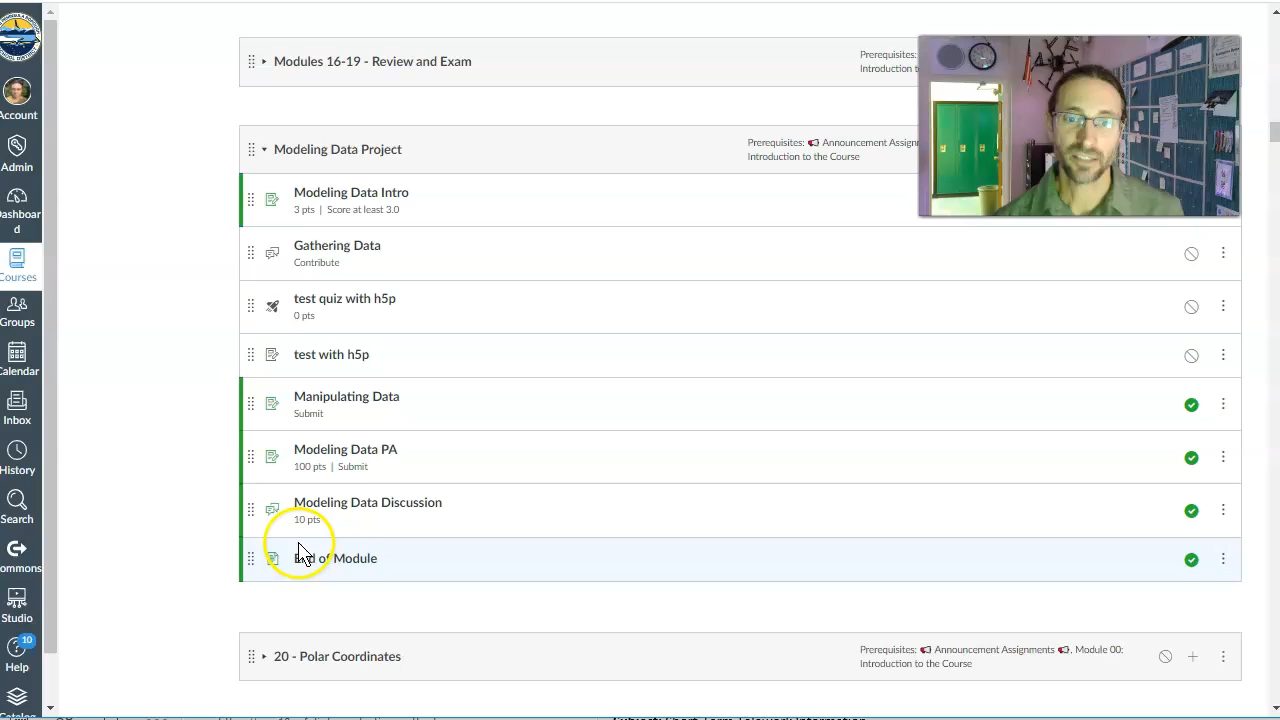 Modules 16-19 - Review and Exam
Prerequisites:
Introduction to
Modeling Data Project
Prerequisites: Announcement Assignm
Introduction to the Course
Modeling Data Intro
3 pts | Score at least 3.0
Gathering Data
Contribute
test quiz with h5p
0 pts
test with h5p
Manipulating Data
Submit
Modeling Data PA
100 pts | Submit
Modeling Data Discussion
10 pts
of Module
20 - Polar Coordinates
Prerequisites: Announcement Assignments , Module 00:
Introduction to the Course
Account
Admin
Dashboar
d
Courses
Groups
Calendar
Inbox
History
Search
ommons
Studio
10
Help